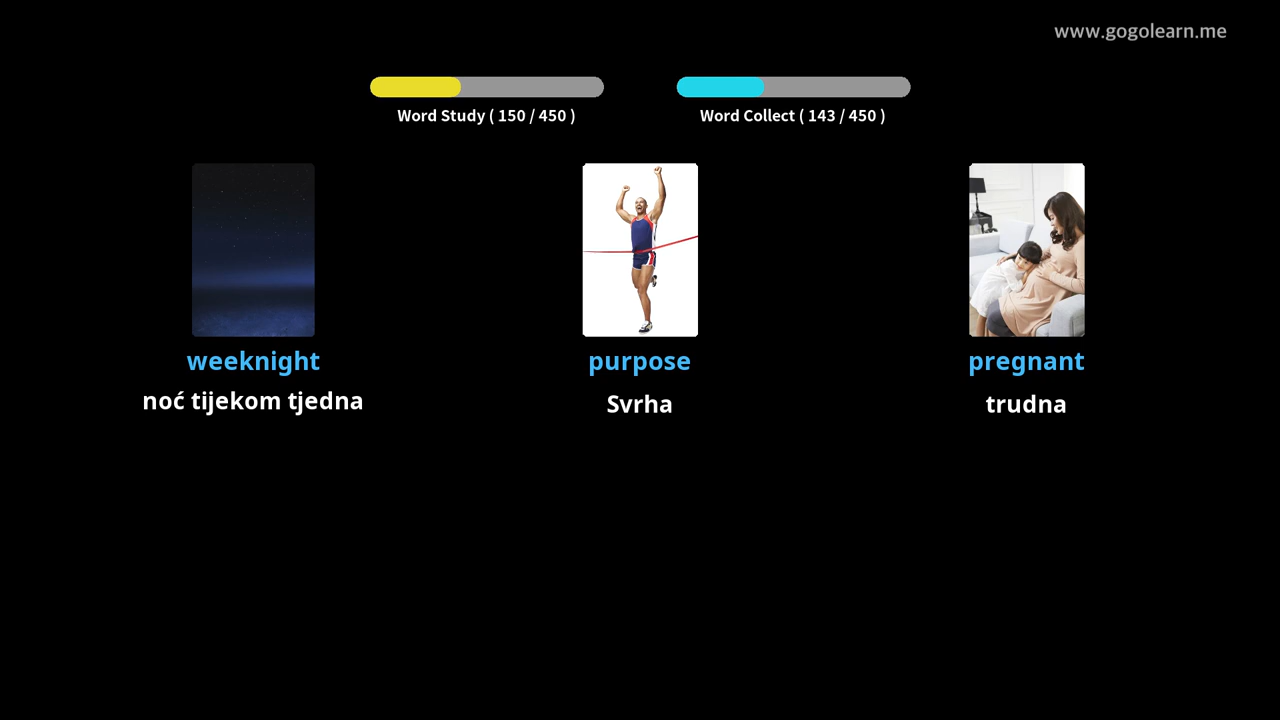 www.gogolearn.me
Word Study ( 150 / 450 )
Word Collect ( 143 / 450 )
weeknight
noć tijekom tjedna
purpose
Svrha
pregnant
trudna